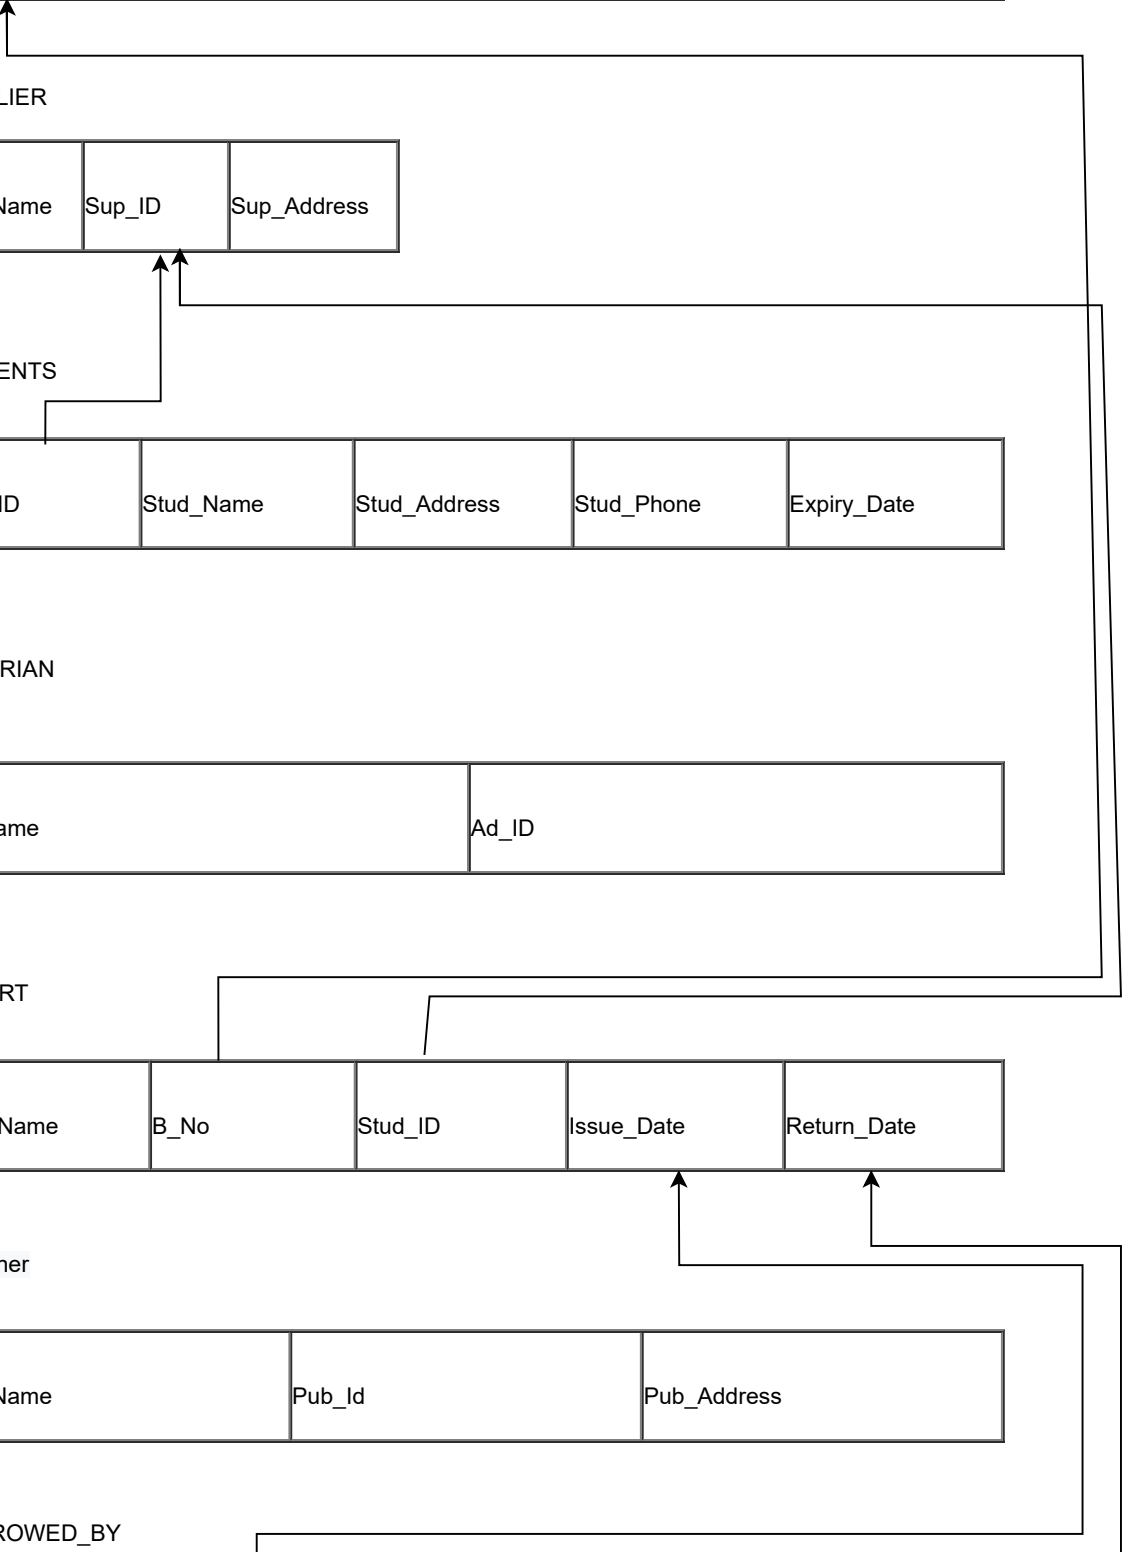 LIER
Name Sup_ID Sup_Address
ENTS
ID Stud_Name Stud_Address Stud_Phone Expiry_Date
RIAN
ame Ad_ID
RT
Name B_No Stud_ID Issue_Date Return_Date
her
Name Pub_Id Pub_Address
ROWED_BY